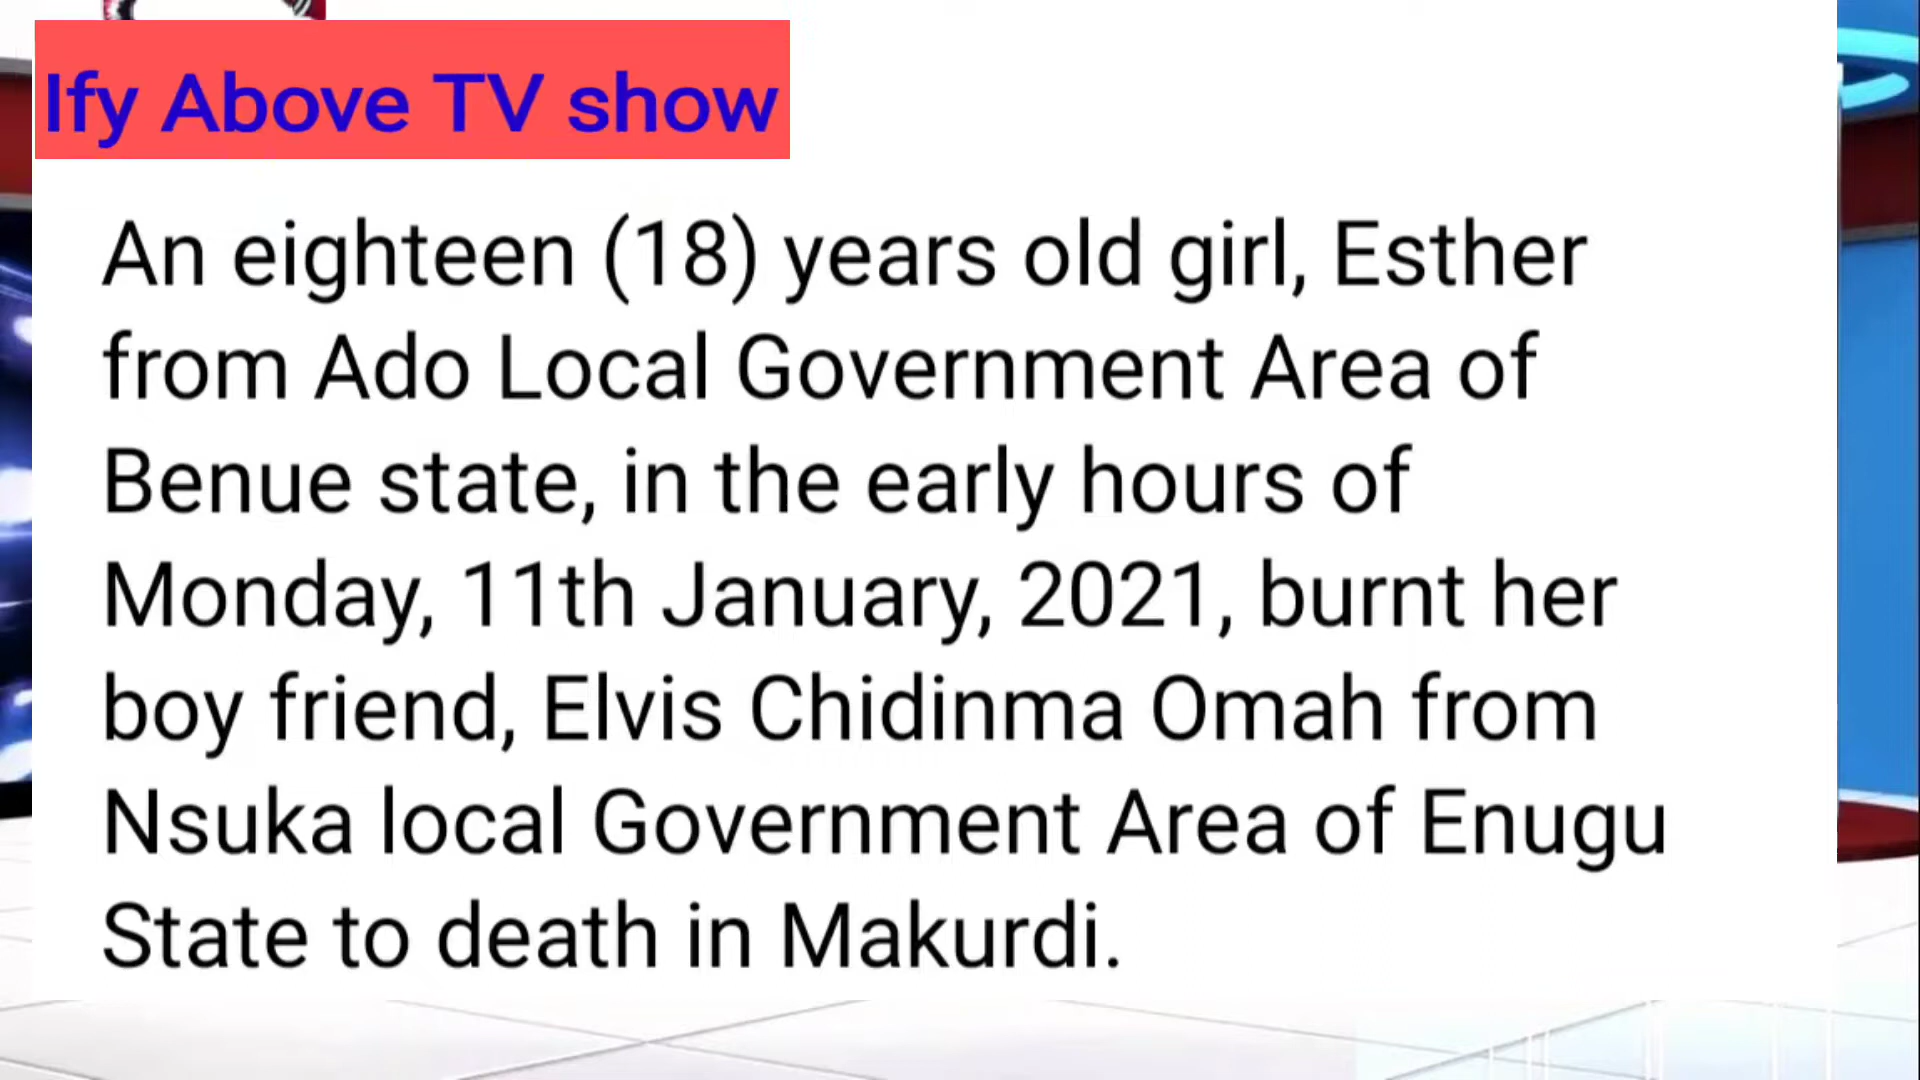 Ify Above TV show
An eighteen (18) years old girl, Esther
from Ado Local Government Area of
Benue state, in the early hours of
Monday, 11th January, 2021, burnt her
boy friend, Elvis Chidinma Omah from
Nsuka local Government Area of Enugu
State to death in Makurdi.